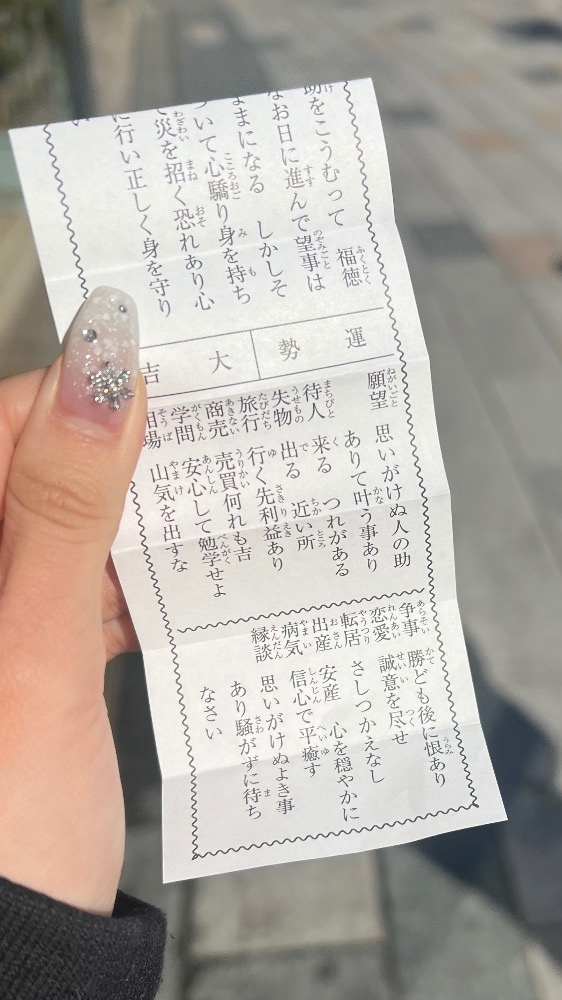 助をこうむって　福徳
なお日に進んで望事は
ままになる　しかしそ
ついて心驕り身を持ち
て災を招く恐れあり心
に行い正しく身を守り
運勢　大吉
願望　思いがけぬ人の助
ありて叶う事あり
待人　来る　つれがある
失物　出る　近い所
旅行　行く先利益あり
商売　売買何れも吉
学問　安心して勉学せよ
相場　山気を出すな
争事　勝ども後に恨あり
恋愛　誠意を尽せ
転居　さしつかえなし
出産　安産　心を穏やかに
病気　信心で平癒す
縁談　思いがけぬよき事
あり騒がずに待ち
なさい